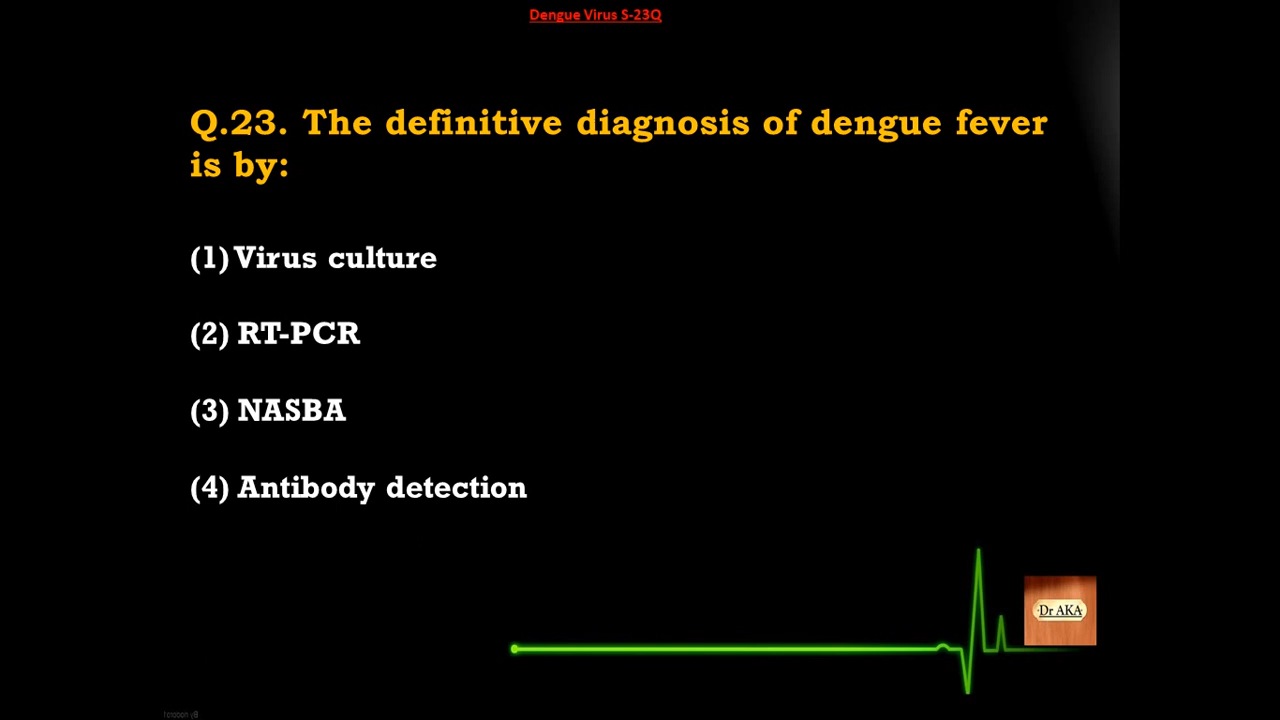 Dengue Virus S-23Q
Q.23. The definitive diagnosis of dengue fever
is by:
(1) Virus culture
(2) RT-PCR
(3) NASBA
(4) Antibody detection
Dr AKA